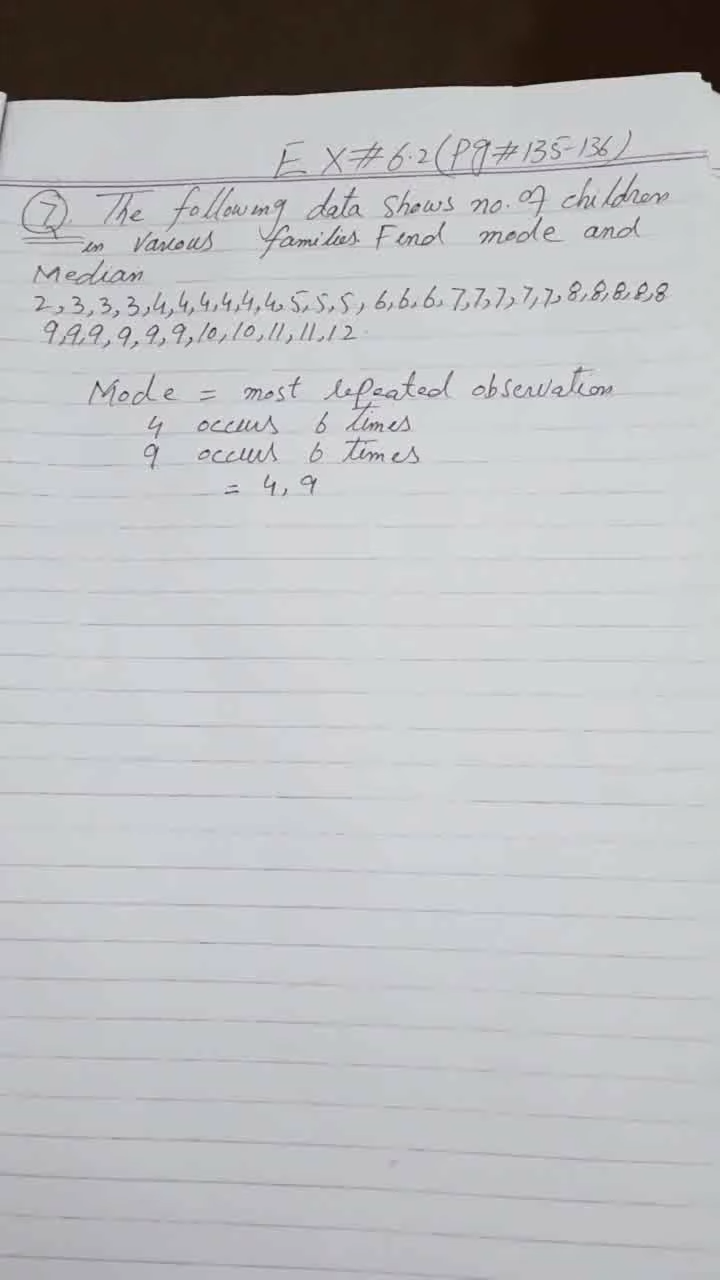 EX#6.2(Pg#135-136)
7. The following data shows no. of children
in various families. Find mode and
Median
2,3,3,3,4,4,4,4,4,4,5,5,5,6,6,6,7,7,7,7,7,8,8,8,8,8
9,9,9,9,9,9,10,10,11,11,12.
Mode = most repeated observation
4 occurs 6 times
9 occurs 6 times
= 4, 9